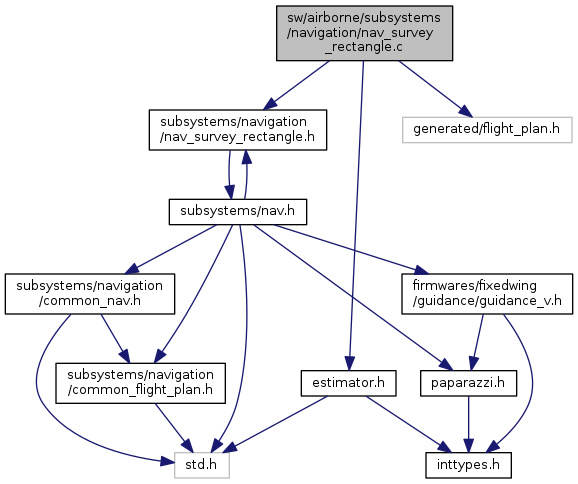 sw/airborne/subsystems
/navigation/nav_survey
_rectangle.c
subsystems/navigation
/nav_survey_rectangle.h
generated/flight_plan.h
subsystems/nav.h
subsystems/navigation
/common_nav.h
firmwares/fixedwing
/guidance/guidance_v.h
subsystems/navigation
/common_flight_plan.h
estimator.h
paparazzi.h
std.h
inttypes.h